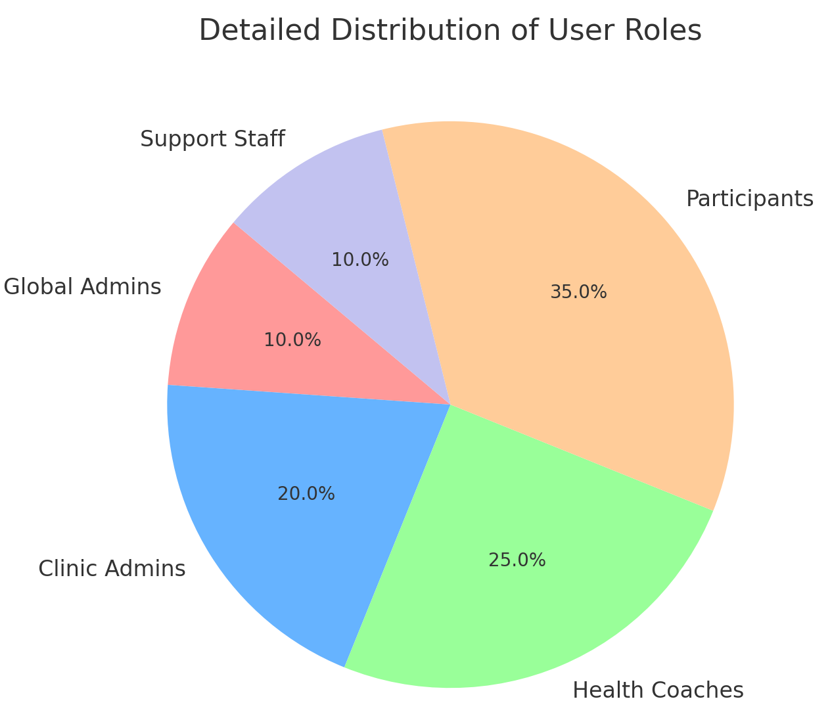 Detailed Distribution of User Roles
Support Staff
Participants
10.0%
35.0%
Global Admins
10.0%
20.0%
25.0%
Clinic Admins
Health Coaches